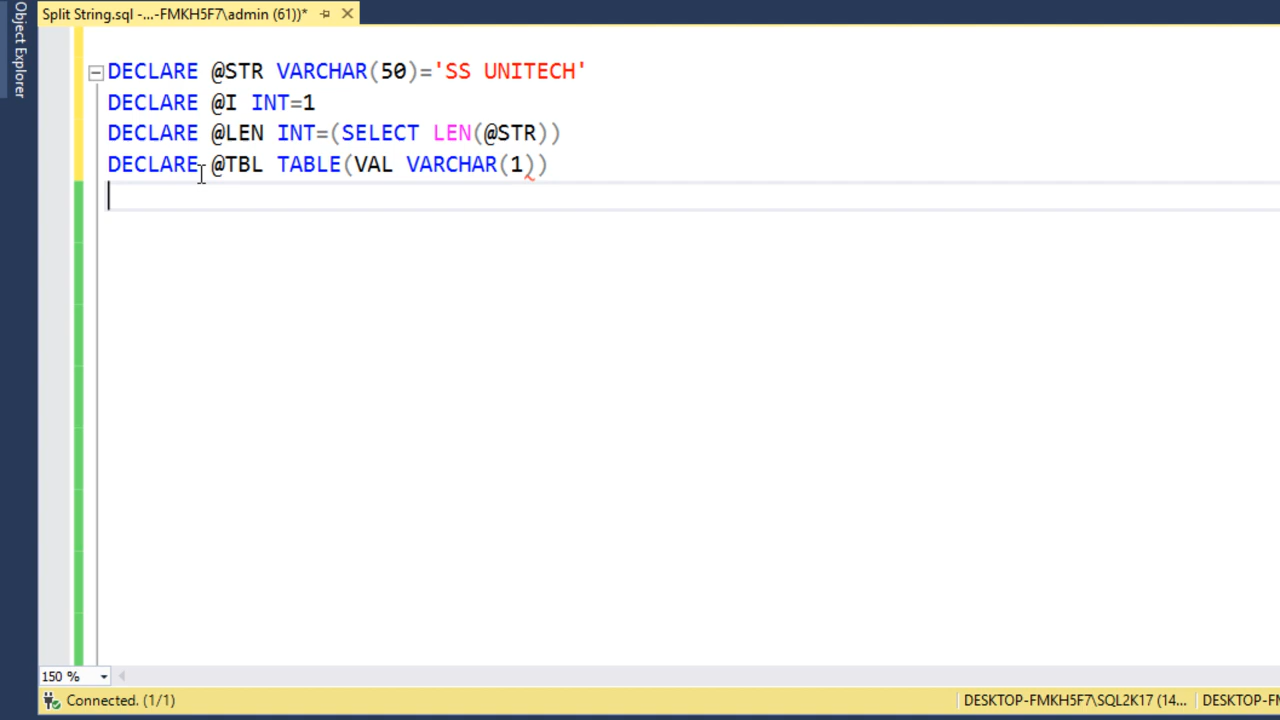 Split String.sql -...-FMKH5F7\admin (61))*
Object Explorer
DECLARE @STR VARCHAR(50)='SS UNITECH'
DECLARE @I INT=1
DECLARE @LEN INT=(SELECT LEN(@STR))
DECLARE @TBL TABLE(VAL VARCHAR(1))
150 %
Connected. (1/1)
DESKTOP-FMKH5F7\SQL2K17 (14...
DESKTOP-FM